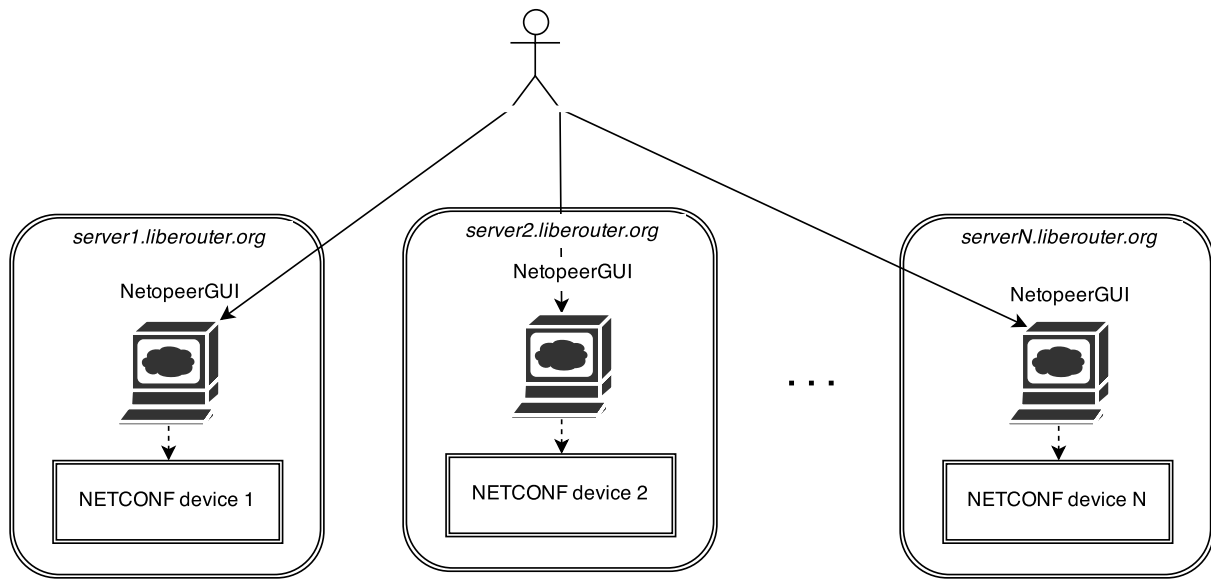 server1.liberouter.org
NetopeerGUI
NETCONF device 1
server2.liberouter.org
NetopeerGUI
NETCONF device 2
...
serverN.liberouter.org
NetopeerGUI
NETCONF device N